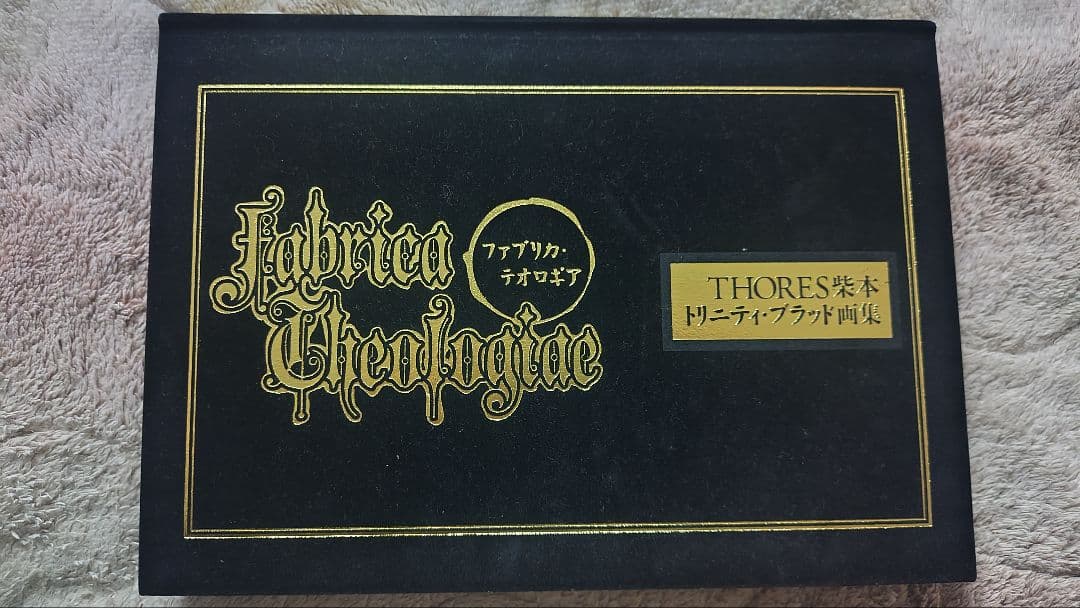 Fabrica
Theologiae
ファブリカ・
テオロギア
THORES柴本
トリニティ・ブラッド画集